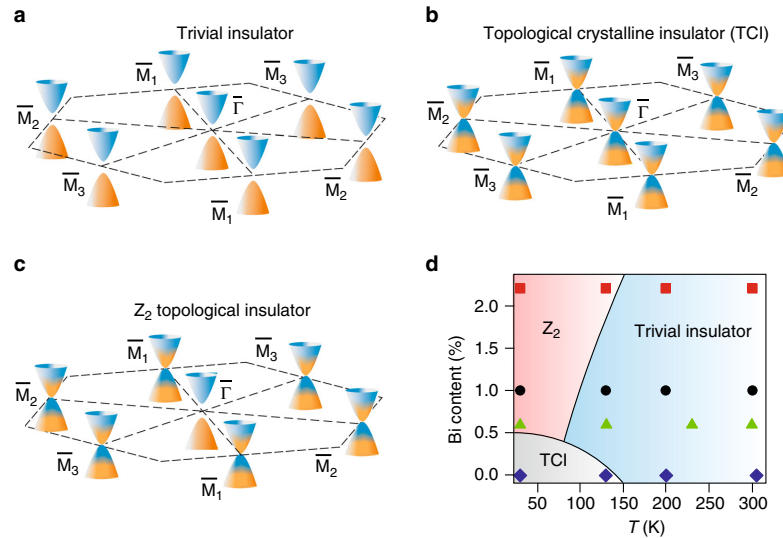 a
Trivial insulator
M̅₁
M̅₃
Γ̅
M̅₂
M̅₃
M̅₂
M̅₁
b
Topological crystalline insulator (TCI)
M̅₁
M̅₃
Γ̅
M̅₂
M̅₃
M̅₂
M̅₁
c
Z₂ topological insulator
M̅₁
M̅₃
M̅₂
Γ̅
M̅₃
M̅₂
M̅₁
d
2.0
Z₂
Trivial insulator
1.5
1.0
0.5
TCI
0.0
Bi content (%)
50
100
150
200
250
300
T (K)